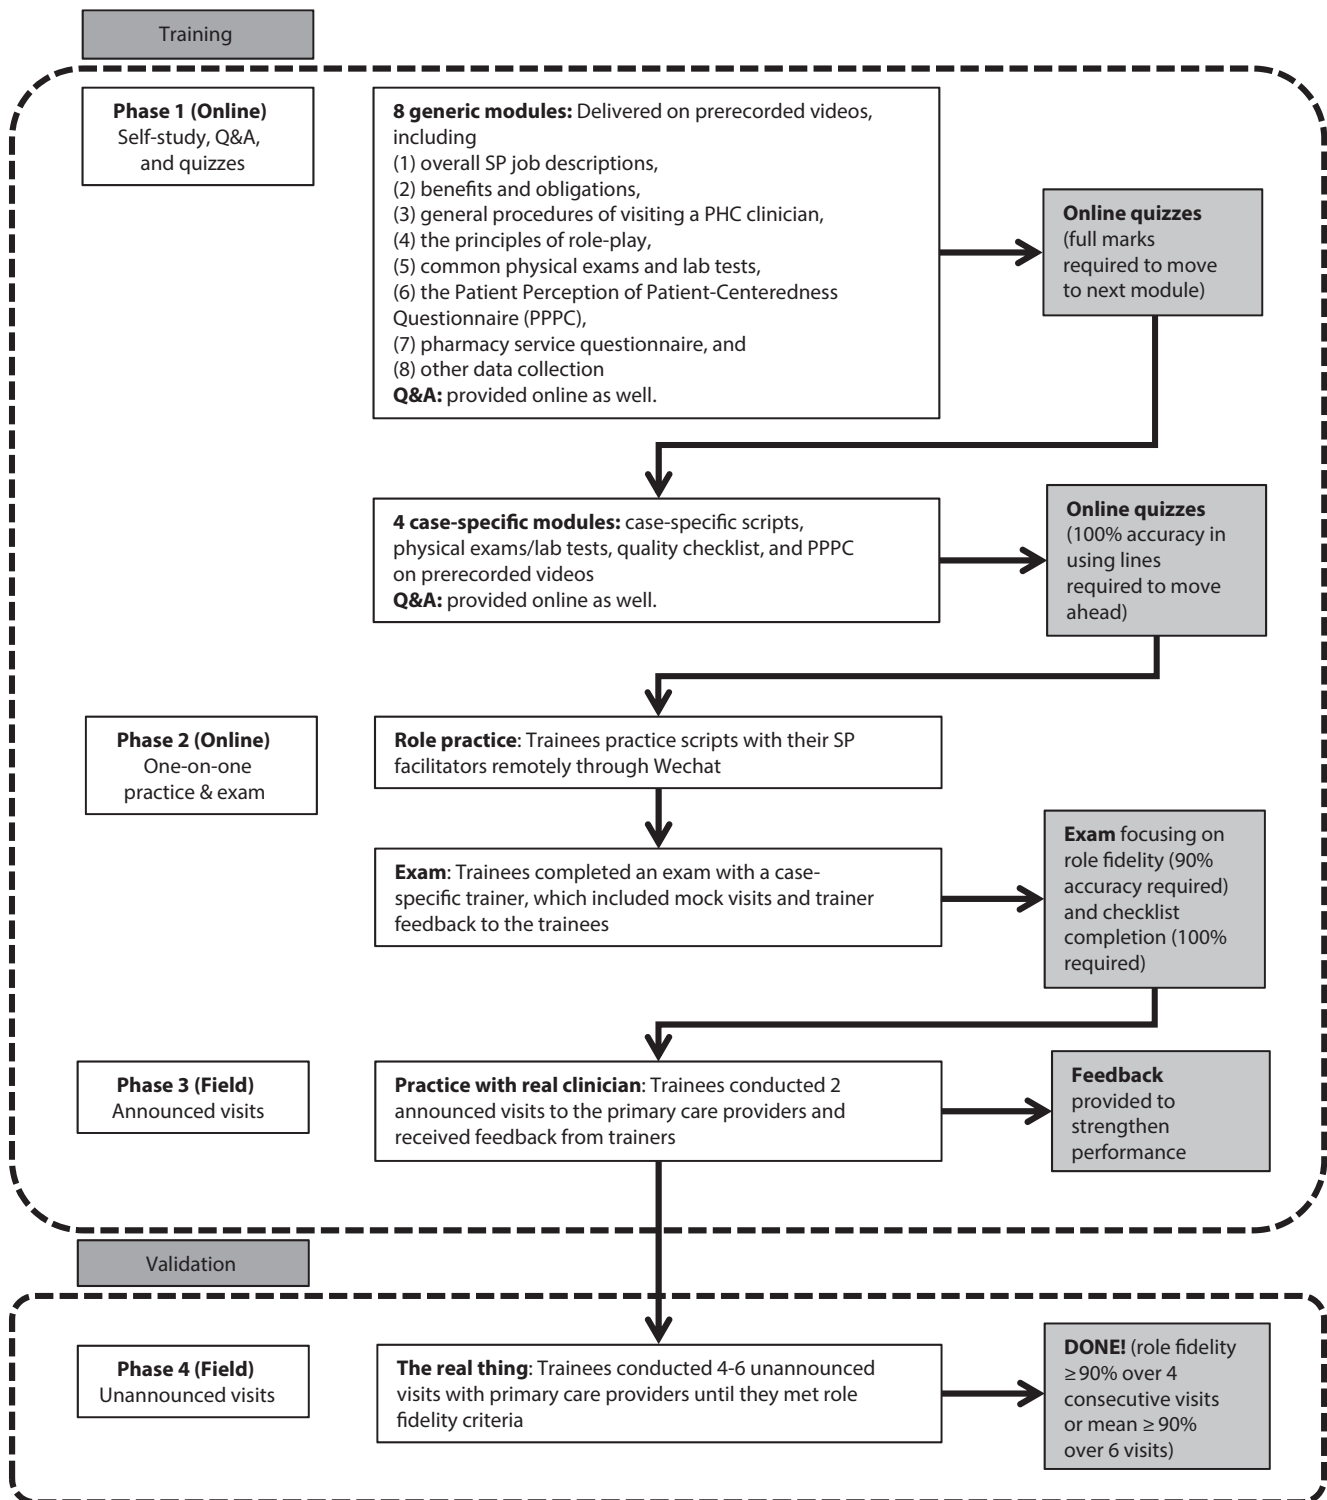 Training
Phase 1 (Online)
Self-study, Q&A,
and quizzes
8 generic modules: Delivered on prerecorded videos,
including
(1) overall SP job descriptions,
(2) benefits and obligations,
(3) general procedures of visiting a PHC clinician,
(4) the principles of role-play,
(5) common physical exams and lab tests,
(6) the Patient Perception of Patient-Centeredness
Questionnaire (PPPC),
(7) pharmacy service questionnaire, and
(8) other data collection
Q&A: provided online as well.
Online quizzes
(full marks
required to move
to next module)
4 case-specific modules: case-specific scripts,
physical exams/lab tests, quality checklist, and PPPC
on prerecorded videos
Q&A: provided online as well.
Online quizzes
(100% accuracy in
using lines
required to move
ahead)
Phase 2 (Online)
One-on-one
practice & exam
Role practice: Trainees practice scripts with their SP
facilitators remotely through Wechat
Exam: Trainees completed an exam with a case-
specific trainer, which included mock visits and trainer
feedback to the trainees
Exam focusing on
role fidelity (90%
accuracy required)
and checklist
completion (100%
required)
Phase 3 (Field)
Announced visits
Practice with real clinician: Trainees conducted 2
announced visits to the primary care providers and
received feedback from trainers
Feedback
provided to
strengthen
performance
Validation
Phase 4 (Field)
Unannounced visits
The real thing: Trainees conducted 4-6 unannounced
visits with primary care providers until they met role
fidelity criteria
DONE! (role fidelity
≥90% over 4
consecutive visits
or mean ≥ 90%
over 6 visits)